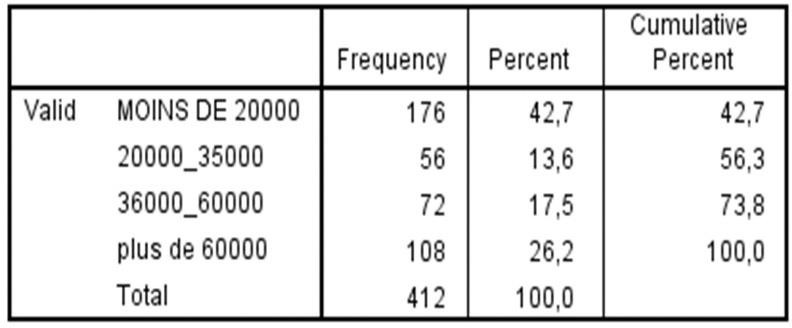 Frequency Percent Cumulative Percent
Valid MOINS DE 20000 176 42,7 42,7
20000_35000 56 13,6 56,3
36000_60000 72 17,5 73,8
plus de 60000 108 26,2 100,0
Total 412 100,0